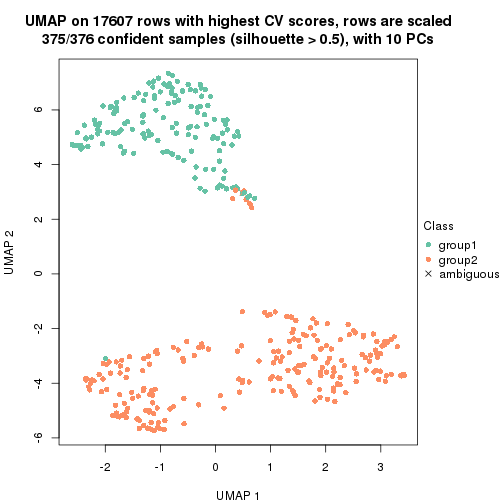 UMAP on 17607 rows with highest CV scores, rows are scaled
375/376 confident samples (silhouette > 0.5), with 10 PCs
6
4
2
0
-2
-4
-6
UMAP 2
-2
-1
0
1
2
3
UMAP 1
Class
group1
group2
ambiguous